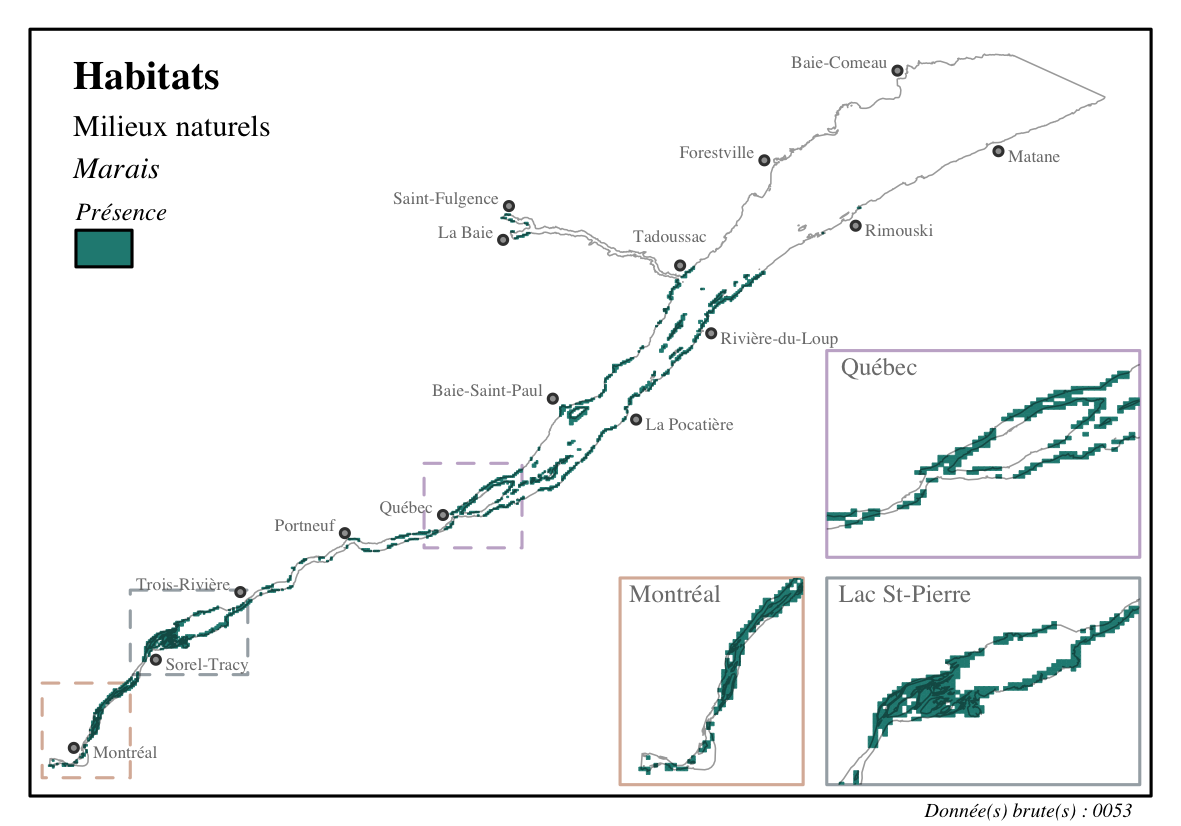 Habitats
Milieux naturels
Marais
Présence
Baie-Comeau
Forestville
Matane
Saint-Fulgence
La Baie
Tadoussac
Rimouski
Rivière-du-Loup
Baie-Saint-Paul
La Pocatière
Québec
Portneuf
Trois-Rivière
Sorel-Tracy
Montréal
Québec
Montréal
Lac St-Pierre
Donnée(s) brute(s) : 0053